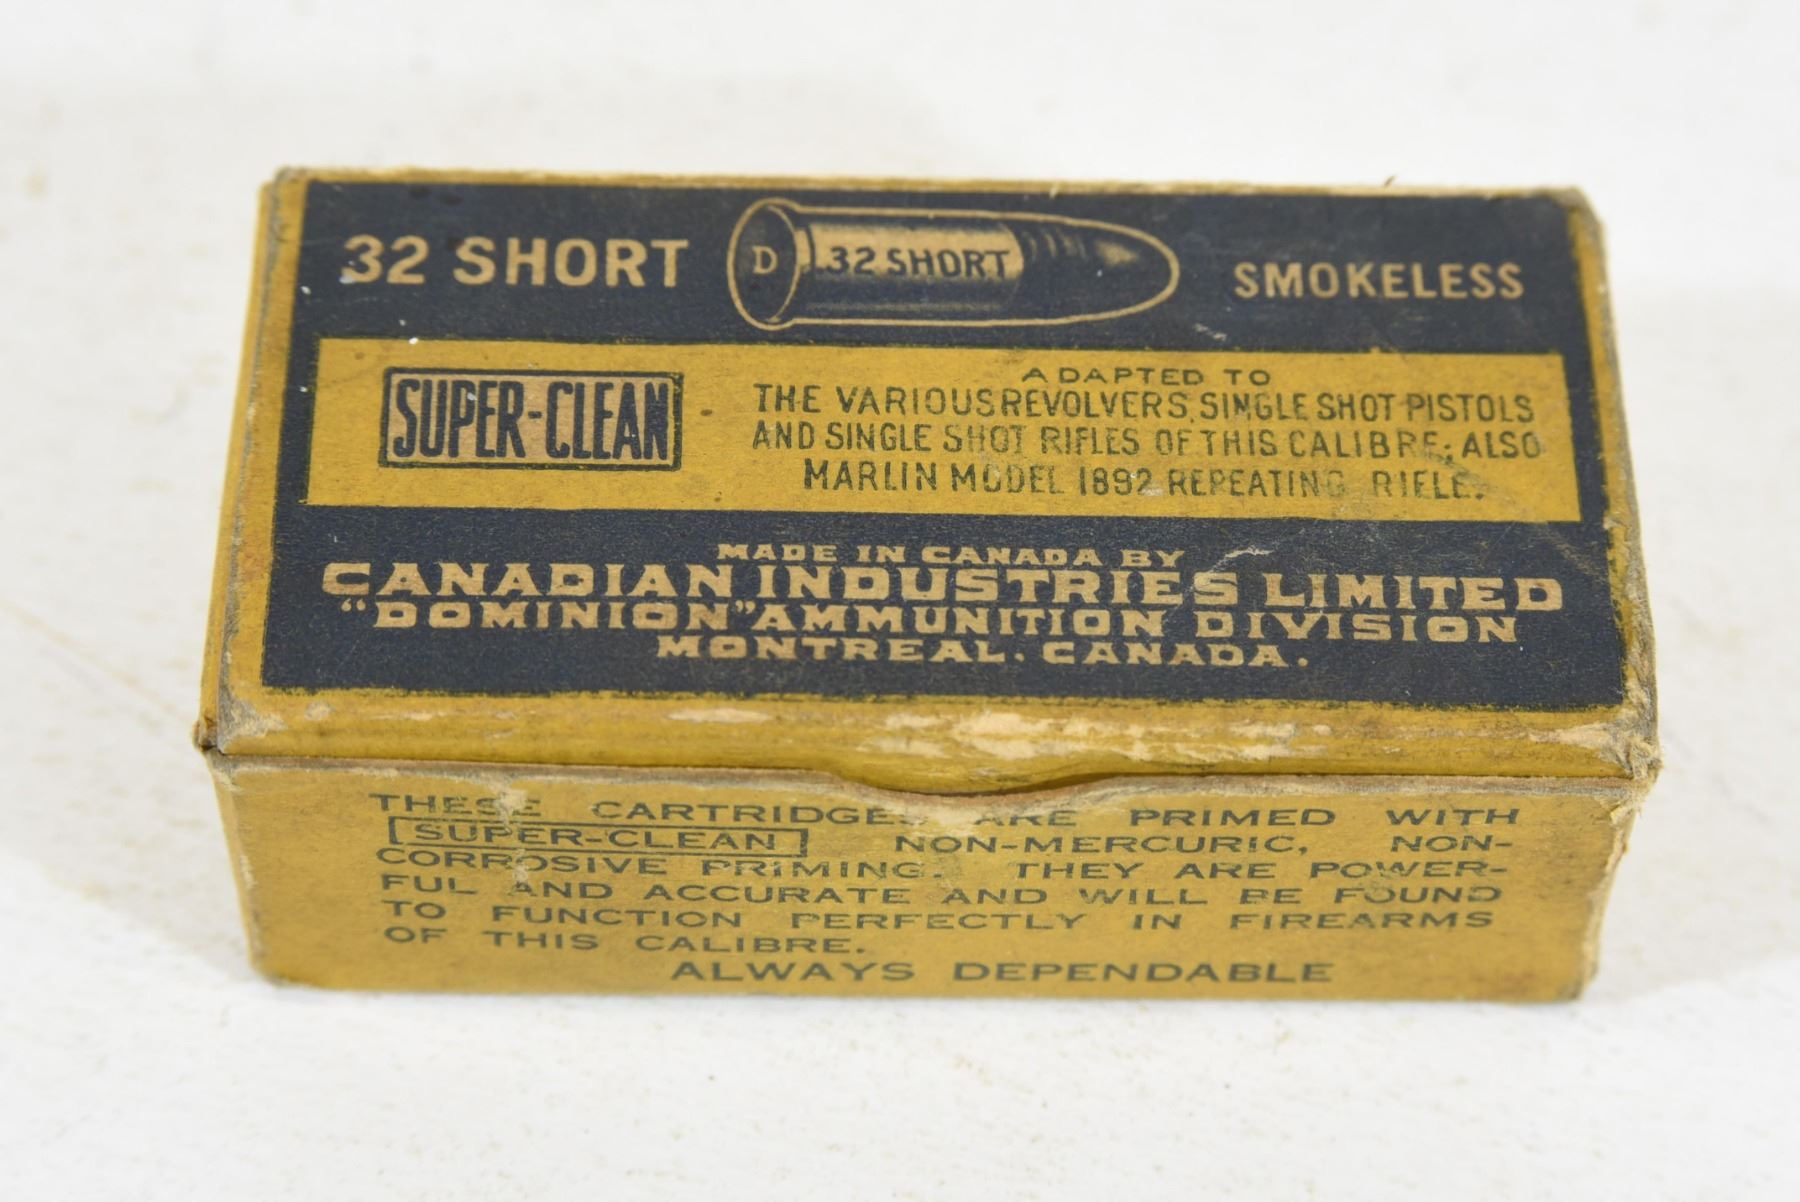 32 SHORT
D
.32 SHORT
SMOKELESS
SUPER-CLEAN
ADAPTED TO
THE VARIOUS REVOLVERS, SINGLE SHOT PISTOLS
AND SINGLE SHOT RIFLES OF THIS CALIBRE; ALSO
MARLIN MODEL 1892 REPEATING RIFLE.
MADE IN CANADA BY
CANADIAN INDUSTRIES LIMITED
"DOMINION" AMMUNITION DIVISION
MONTREAL. CANADA.
THESE CARTRIDGES ARE PRIMED WITH
SUPER-CLEAN NON-MERCURIC, NON-
CORROSIVE PRIMING. THEY ARE POWER-
FUL AND ACCURATE AND WILL BE FOUND
TO FUNCTION PERFECTLY IN FIREARMS
OF THIS CALIBRE.
ALWAYS DEPENDABLE